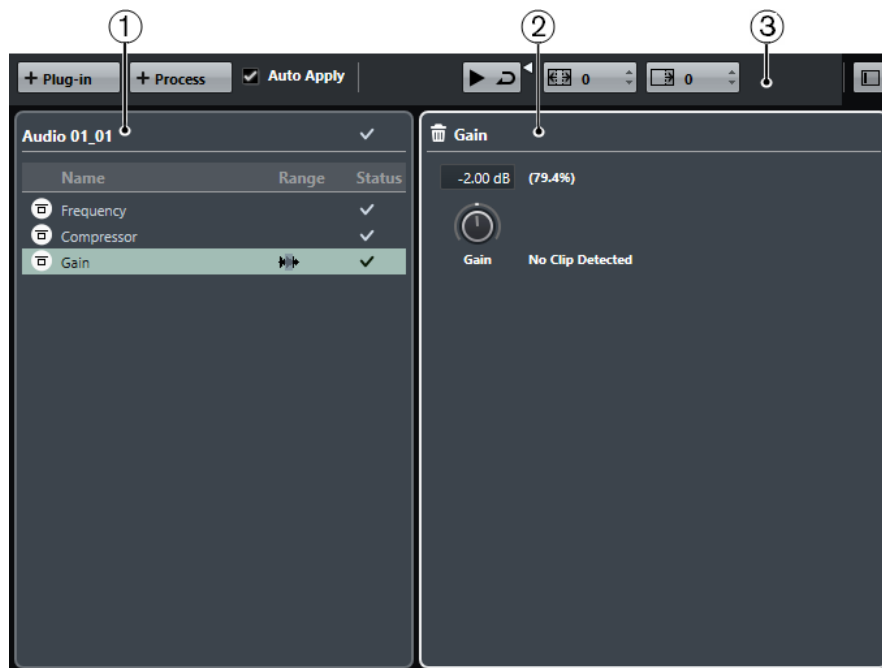 1 2 3
+ Plug-in + Process Auto Apply 0 0
Audio 01_01
Name Range Status
Frequency
Compressor
Gain
Gain
-2.00 dB (79.4%)
Gain No Clip Detected